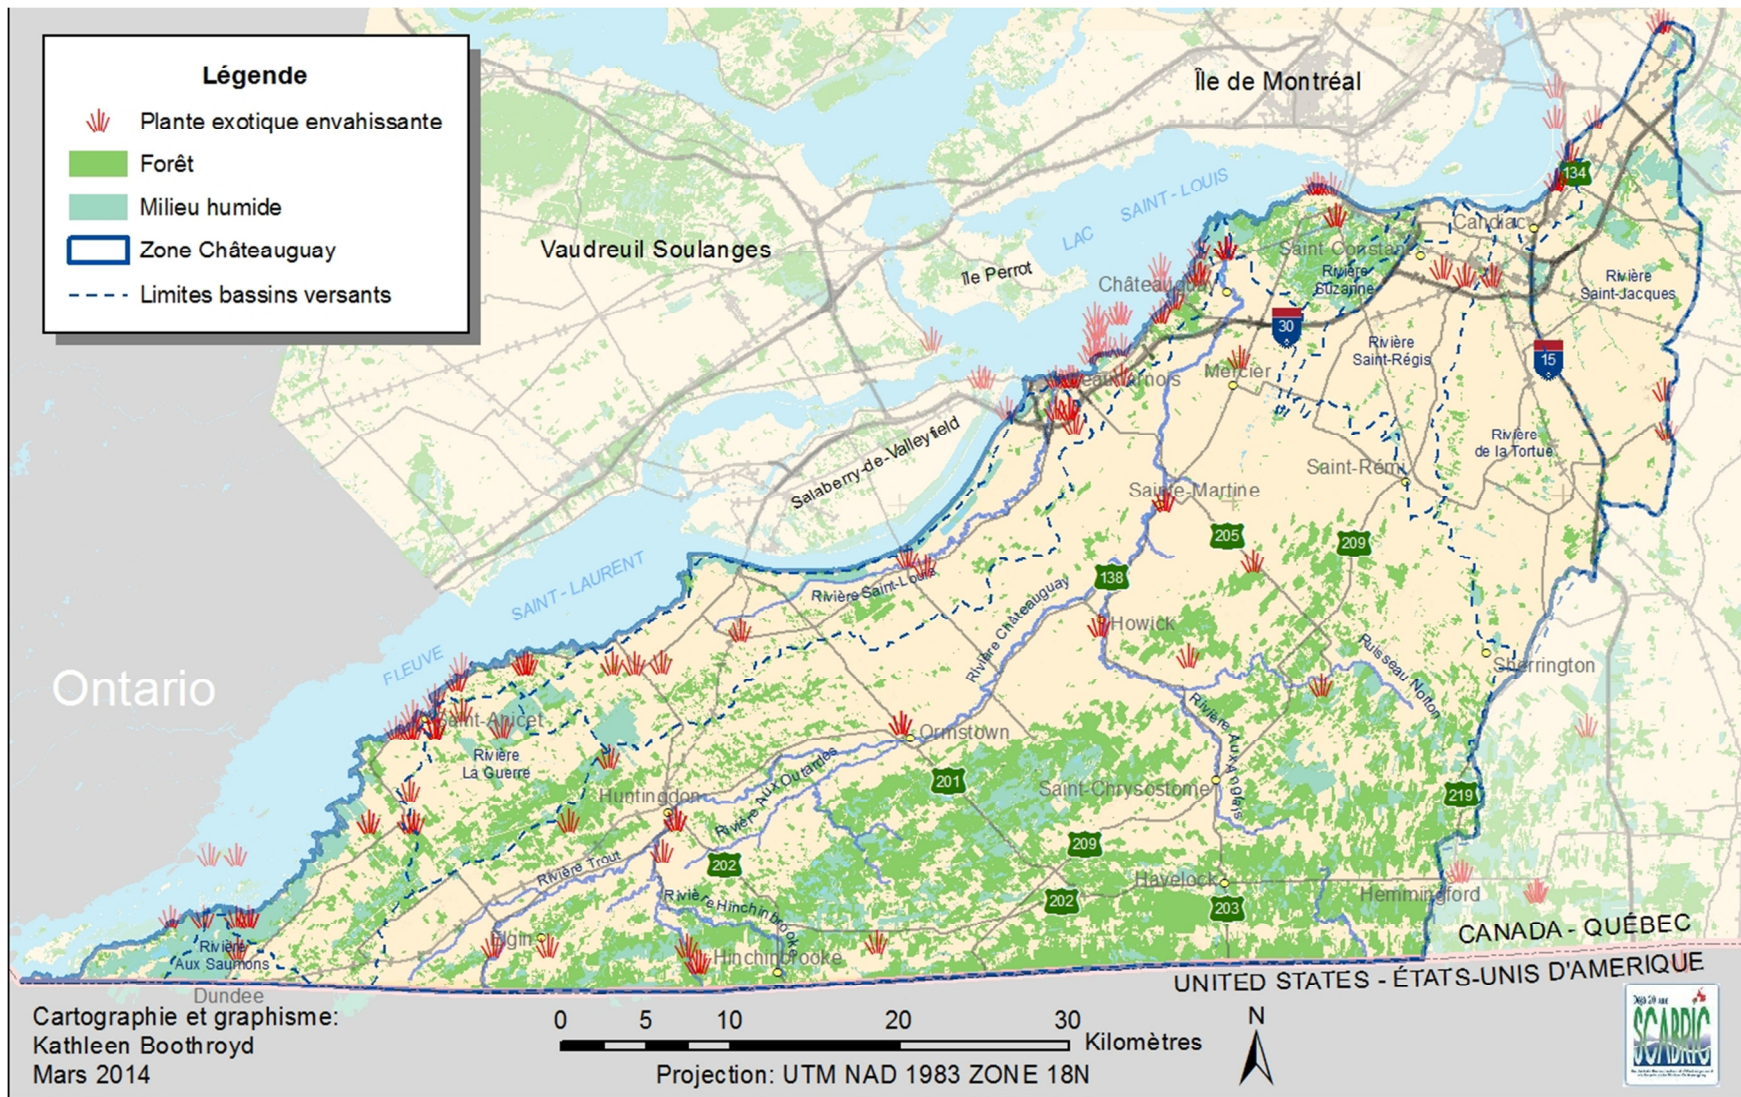 Légende
Plante exotique envahissante
Forêt
Milieu humide
Zone Châteauguay
Limites bassins versants
Île de Montréal
Vaudreuil Soulanges
LAC SAINT-LOUIS
Île Perrot
134
Candiac
Saint-Constant
Rivière
Suzanne
Rivière
Saint-Jacques
Châteauguay
30
Rivière
Saint-Régis
15
Mercier
Beauharnois
Salaberry-de-Valleyfield
Rivière
de la Tortue
Saint-Rémi
Sainte-Martine
205
209
138
FLEUVE SAINT-LAURENT
Rivière Saint-Louis
Rivière Châteauguay
Howick
Ruisseau Norton
Sherrington
Ontario
Saint-Anicet
Rivière
La Guerre
Ormstown
Rivière Aux Anglais
201
Saint-Chrysostome
219
Huntingdon
Rivière Aux Outardes
209
202
Rivière Trout
Havelock
202
203
Hemmingford
Rivière Hinchinbrooke
Elgin
Hinchinbrooke
Rivière
Aux Saumons
Dundee
CANADA - QUÉBEC
UNITED STATES - ÉTATS-UNIS D'AMERIQUE
Cartographie et graphisme:
Kathleen Boothroyd
Mars 2014
0 5 10 20 30
Kilomètres
Projection: UTM NAD 1983 ZONE 18N
N
Déjà 20 ans
SCABRIC